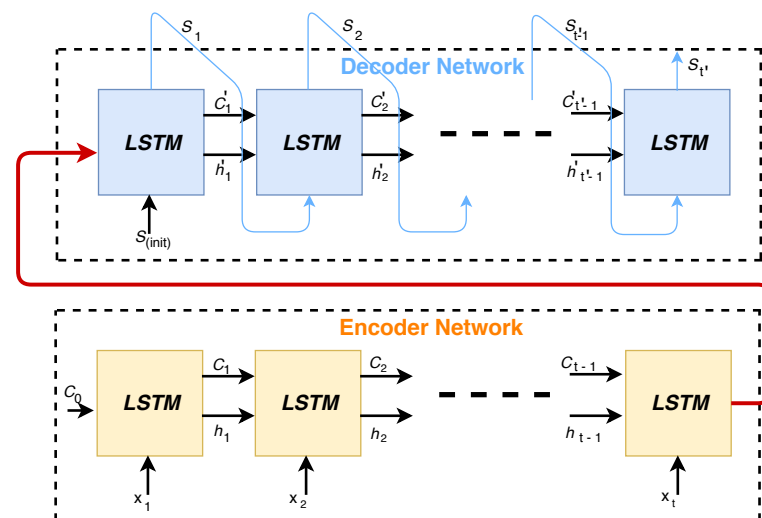 S1 S2 St'-1
Decoder Network St'
C'1 C'2 C't'-1
LSTM LSTM LSTM
h'1 h'2 h't'-1
S(init)
Encoder Network
C1 C2 Ct-1
C0 LSTM LSTM LSTM
h1 h2 ht-1
x1 x2 xt